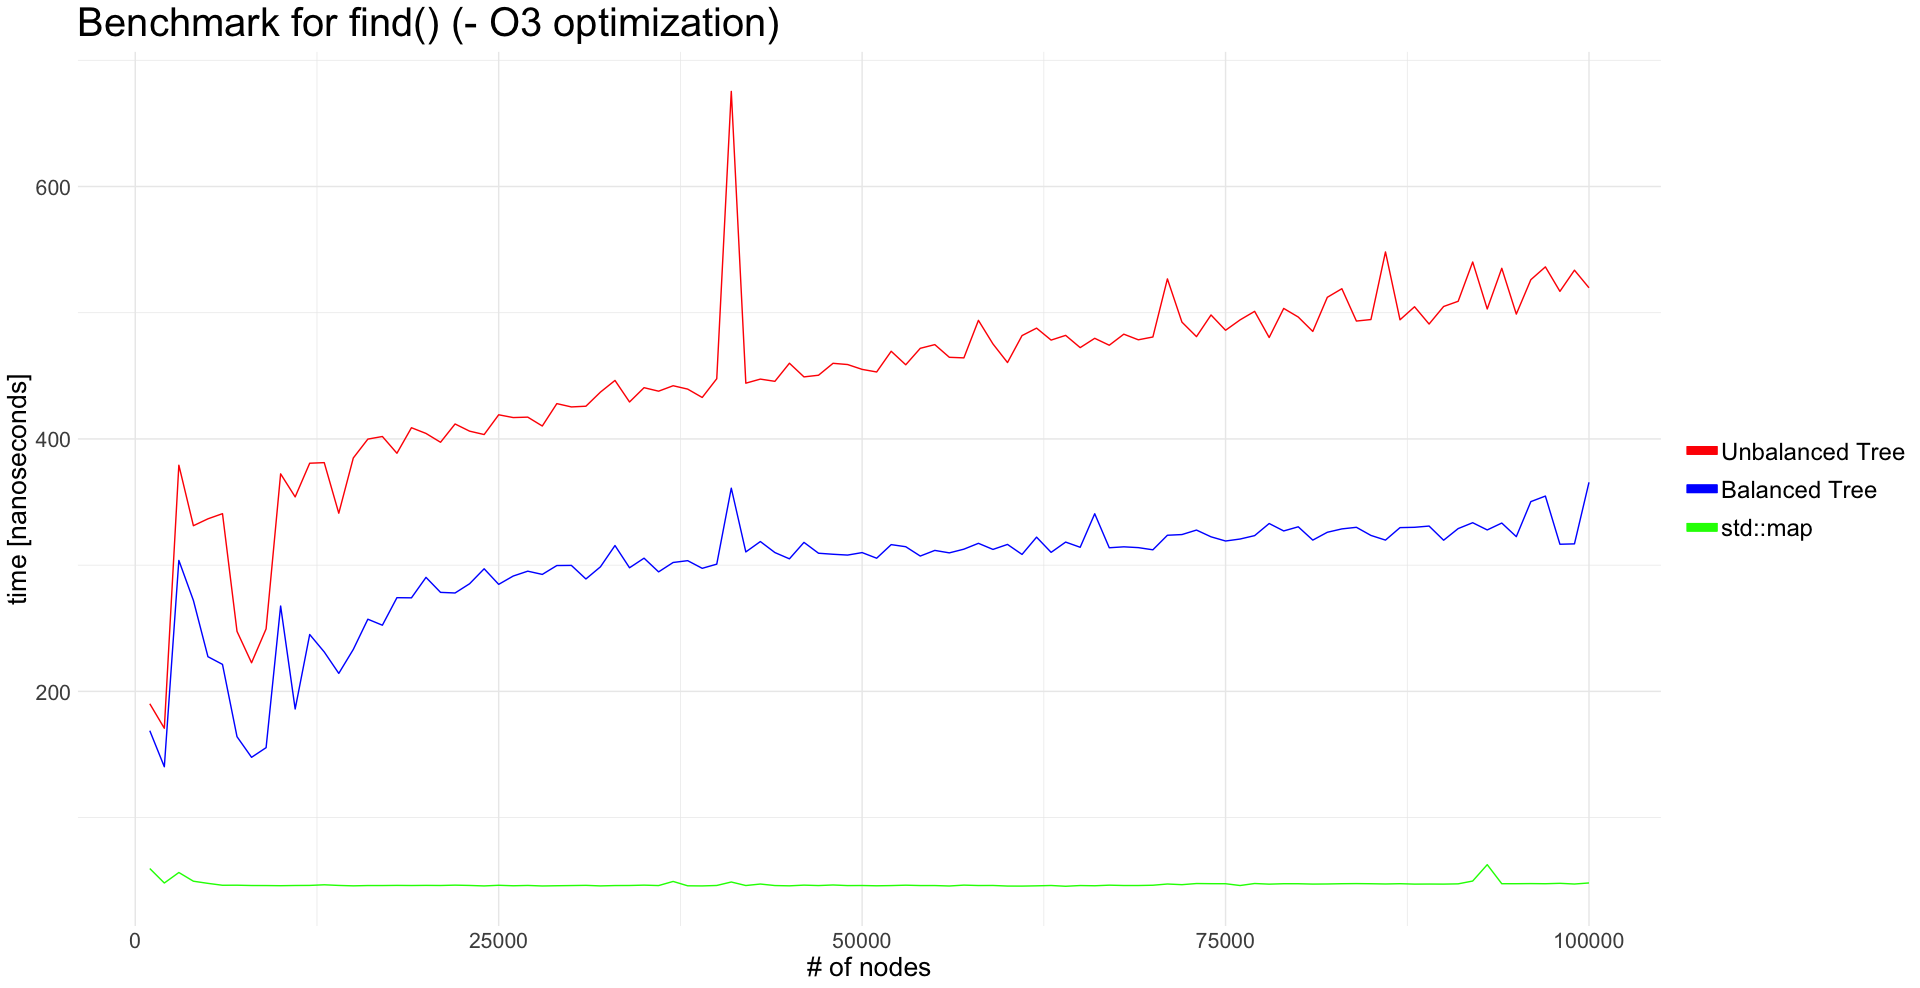 Benchmark for find() (- O3 optimization)
time [nanoseconds]
600
400
200
0
25000
50000
75000
100000
# of nodes
Unbalanced Tree
Balanced Tree
std::map